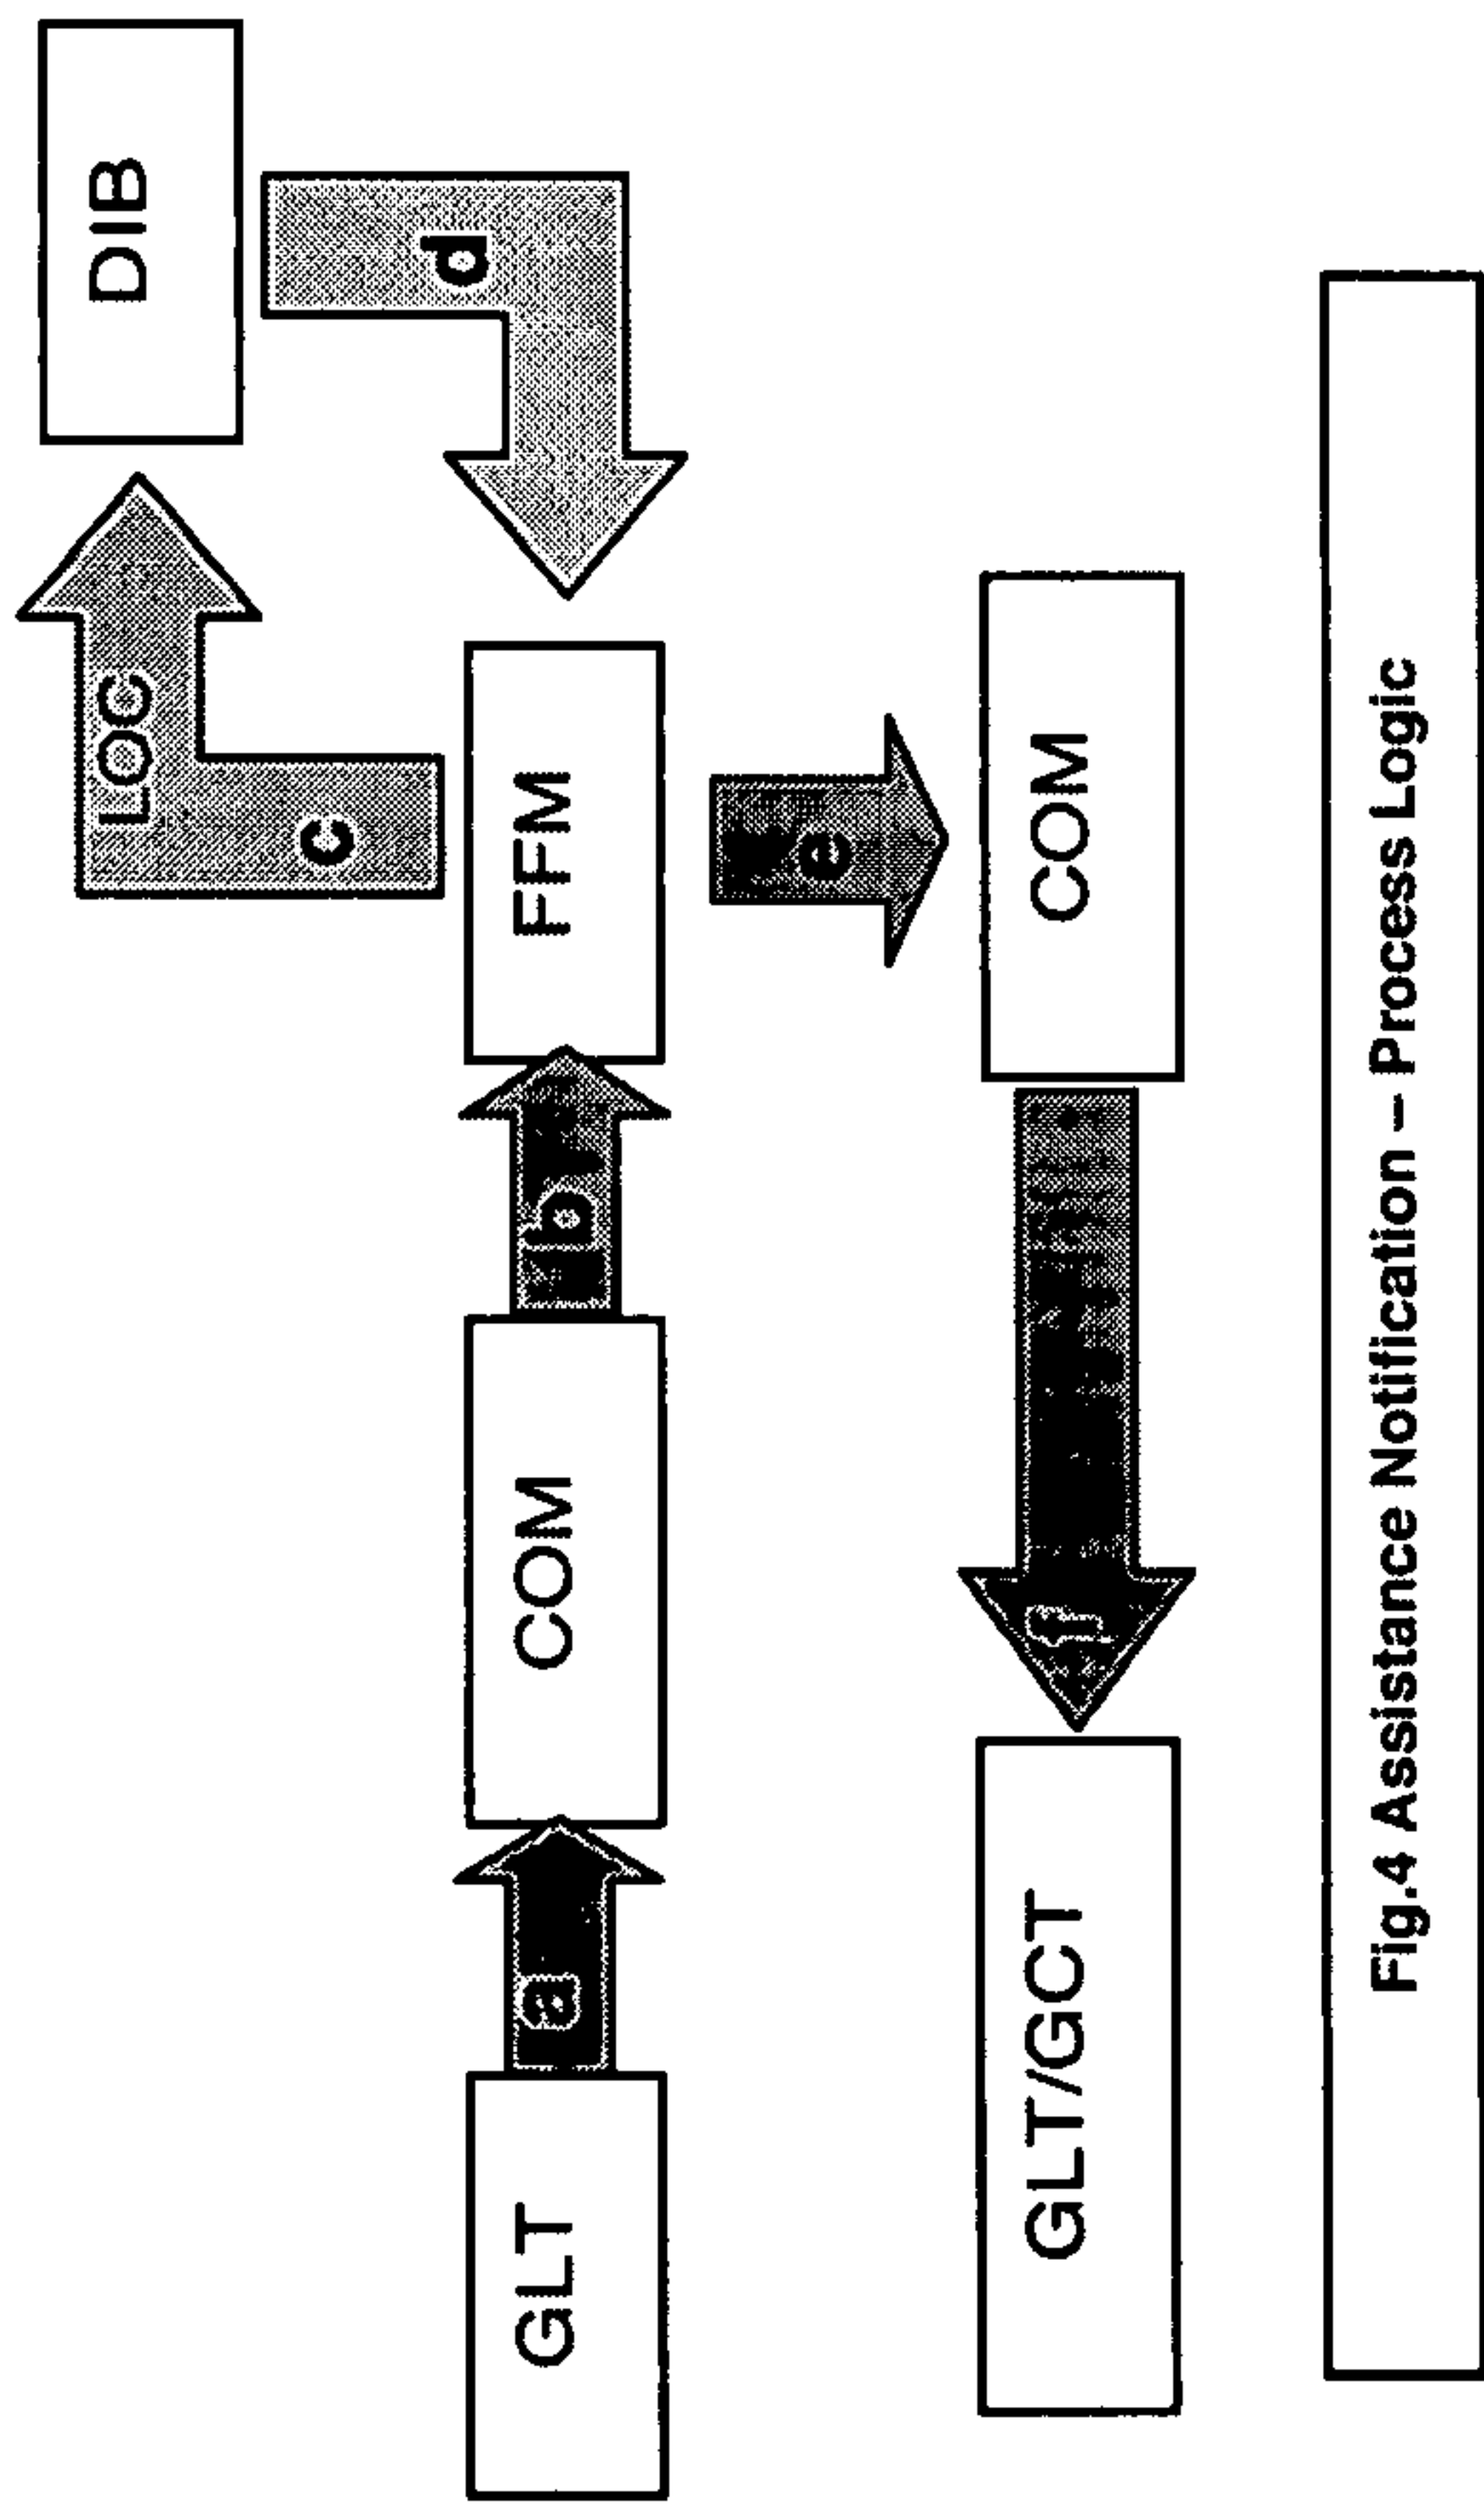 DIB
LOC
c
d
GLT
a
COM
b
FFM
e
GLT/GCT
f
COM
Fig.4 Assistance Notification – Process Logic